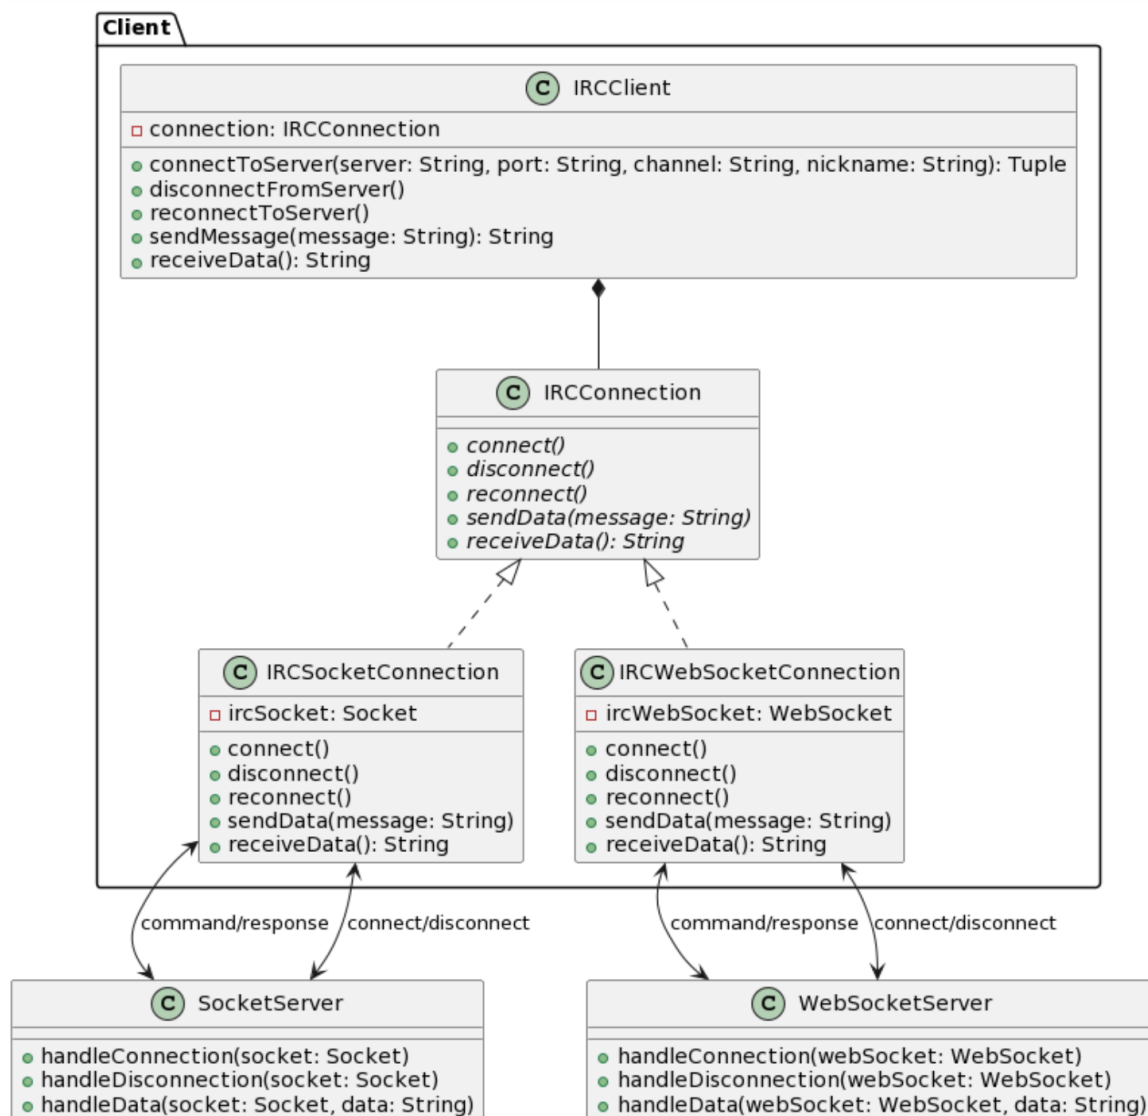 Client
C IRCClient
connection: IRCConnection
connectToServer(server: String, port: String, channel: String, nickname: String): Tuple
disconnectFromServer()
reconnectToServer()
sendMessage(message: String): String
receiveData(): String
C IRCConnection
connect()
disconnect()
reconnect()
sendData(message: String)
receiveData(): String
C IRCSocketConnection
ircSocket: Socket
connect()
disconnect()
reconnect()
sendData(message: String)
receiveData(): String
C IRCWebSocketConnection
ircWebSocket: WebSocket
connect()
disconnect()
reconnect()
sendData(message: String)
receiveData(): String
command/response
connect/disconnect
command/response
connect/disconnect
C SocketServer
handleConnection(socket: Socket)
handleDisconnection(socket: Socket)
handleData(socket: Socket, data: String)
C WebSocketServer
handleConnection(webSocket: WebSocket)
handleDisconnection(webSocket: WebSocket)
handleData(webSocket: WebSocket, data: String)